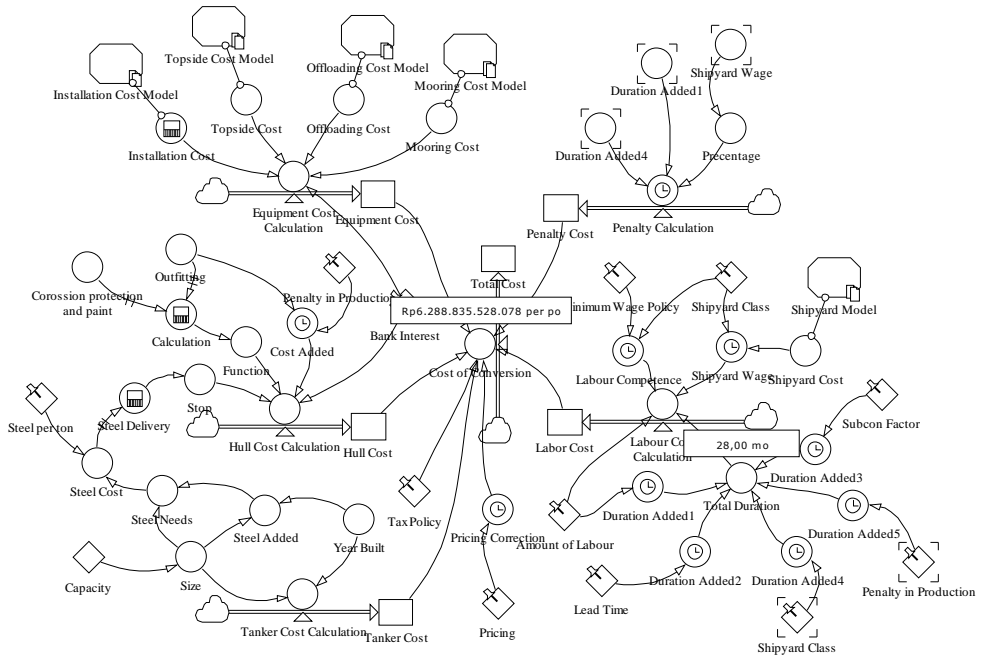 Topside Cost Model
Offloading Cost Model
Mooring Cost Model
Installation Cost Model
Shipyard Wage
Duration Added1
Topside Cost
Offloading Cost
Mooring Cost
Installation Cost
Duration Added4
Precentage
Equipment Cost
Calculation
Equipment Cost
Penalty Cost
Penalty Calculation
Outfitting
Corossion protection
and paint
Penalty in Productio
Total Cost
Rp6.288.835.528.078 per po
inimum Wage Policy
Shipyard Class
Shipyard Model
Calculation
Cost Added
Bank Interest
Function
Cost of Conversion
Labour Competence
Shipyard Wage
Shipyard Cost
Steel per ton
Steel Delivery
Stop
Hull Cost Calculation
Hull Cost
Labor Cost
Labour Co
Calculation
28,00 mo
Subcon Factor
Steel Cost
Steel Needs
Steel Added
Year Built
Tax Policy
Pricing Correction
Amount of Labour
Duration Added1
Total Duration
Duration Added3
Duration Added5
Capacity
Size
Duration Added2
Duration Added4
Penalty in Production
Lead Time
Tanker Cost Calculation
Tanker Cost
Pricing
Shipyard Class